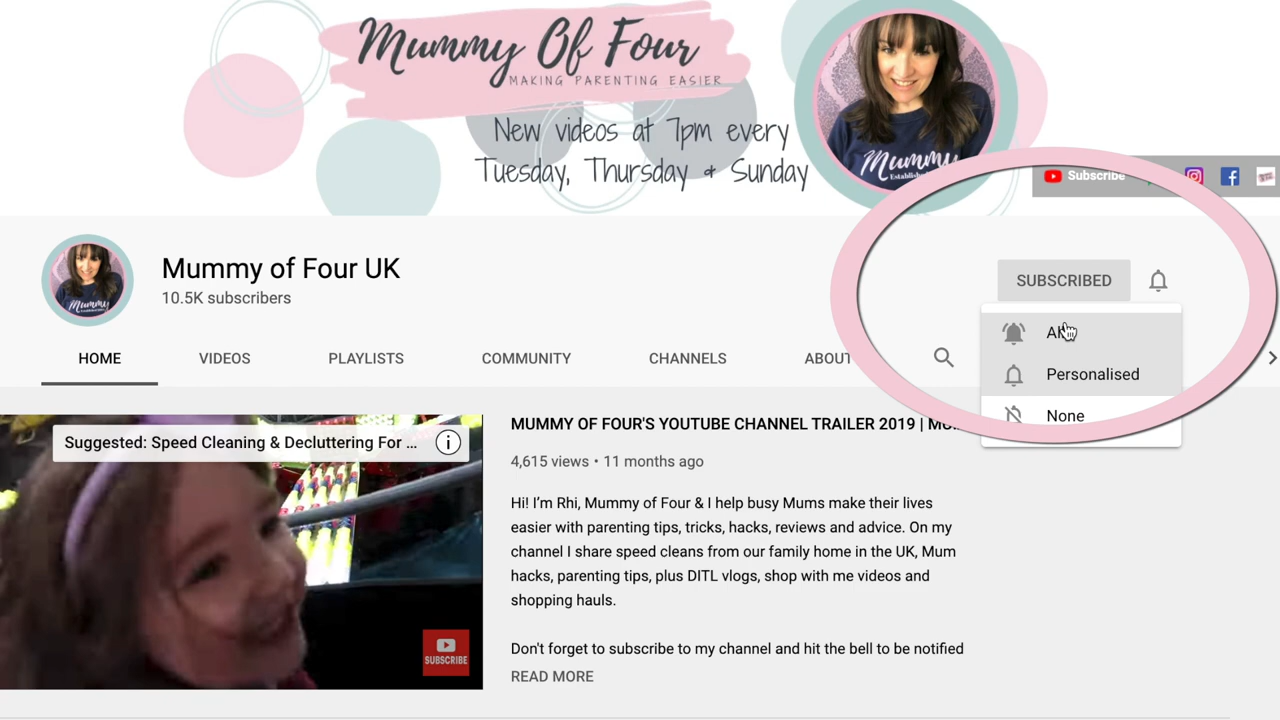 Mummy Of Four
MAKING PARENTING EASIER
New videos at 7pm every
Tuesday, Thursday & Sunday
Mummy
Subscribe
Mummy of Four UK
10.5K subscribers
Mummy
SUBSCRIBED
All
Personalised
None
HOME VIDEOS PLAYLISTS COMMUNITY CHANNELS ABOUT
Suggested: Speed Cleaning & Decluttering For ...
SUBSCRIBE
MUMMY OF FOUR'S YOUTUBE CHANNEL TRAILER 2019 |
4,615 views • 11 months ago
Hi! I’m Rhi, Mummy of Four & I help busy Mums make their lives
easier with parenting tips, tricks, hacks, reviews and advice. On my
channel I share speed cleans from our family home in the UK, Mum
hacks, parenting tips, plus DITL vlogs, shop with me videos and
shopping hauls.
Don't forget to subscribe to my channel and hit the bell to be notified
READ MORE